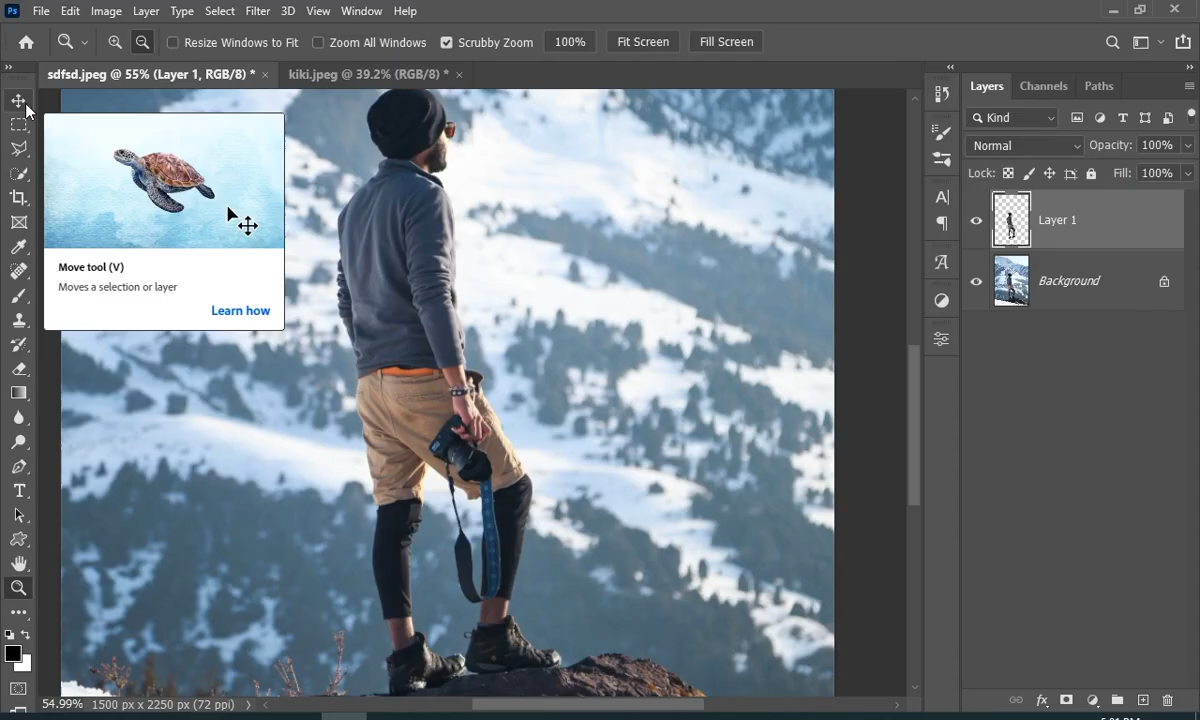 Ps File Edit Image Layer Type Select Filter 3D View Window Help
Resize Windows to Fit Zoom All Windows Scrubby Zoom 100% Fit Screen Fill Screen
sdfsd.jpeg @ 55% (Layer 1, RGB/8) * × kiki.jpeg @ 39.2% (RGB/8) * ×
Layers Channels Paths
Kind
Normal Opacity: 100%
Lock: Fill: 100%
Layer 1
Move tool (V)
Moves a selection or layer
Learn how
Background
54.99% 1500 px x 2250 px (72 ppi)